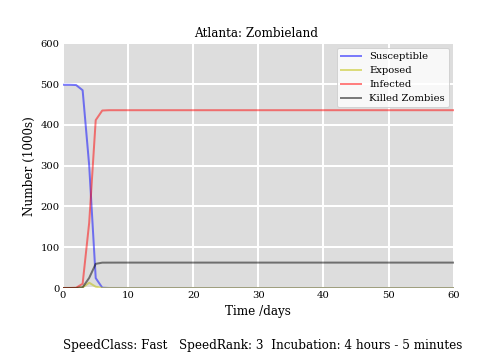 Atlanta: Zombieland
600
500
400
300
200
100
0
Number (1000s)
Susceptible
Exposed
Infected
Killed Zombies
0 10 20 30 40 50 60
Time /days
SpeedClass: Fast SpeedRank: 3 Incubation: 4 hours - 5 minutes